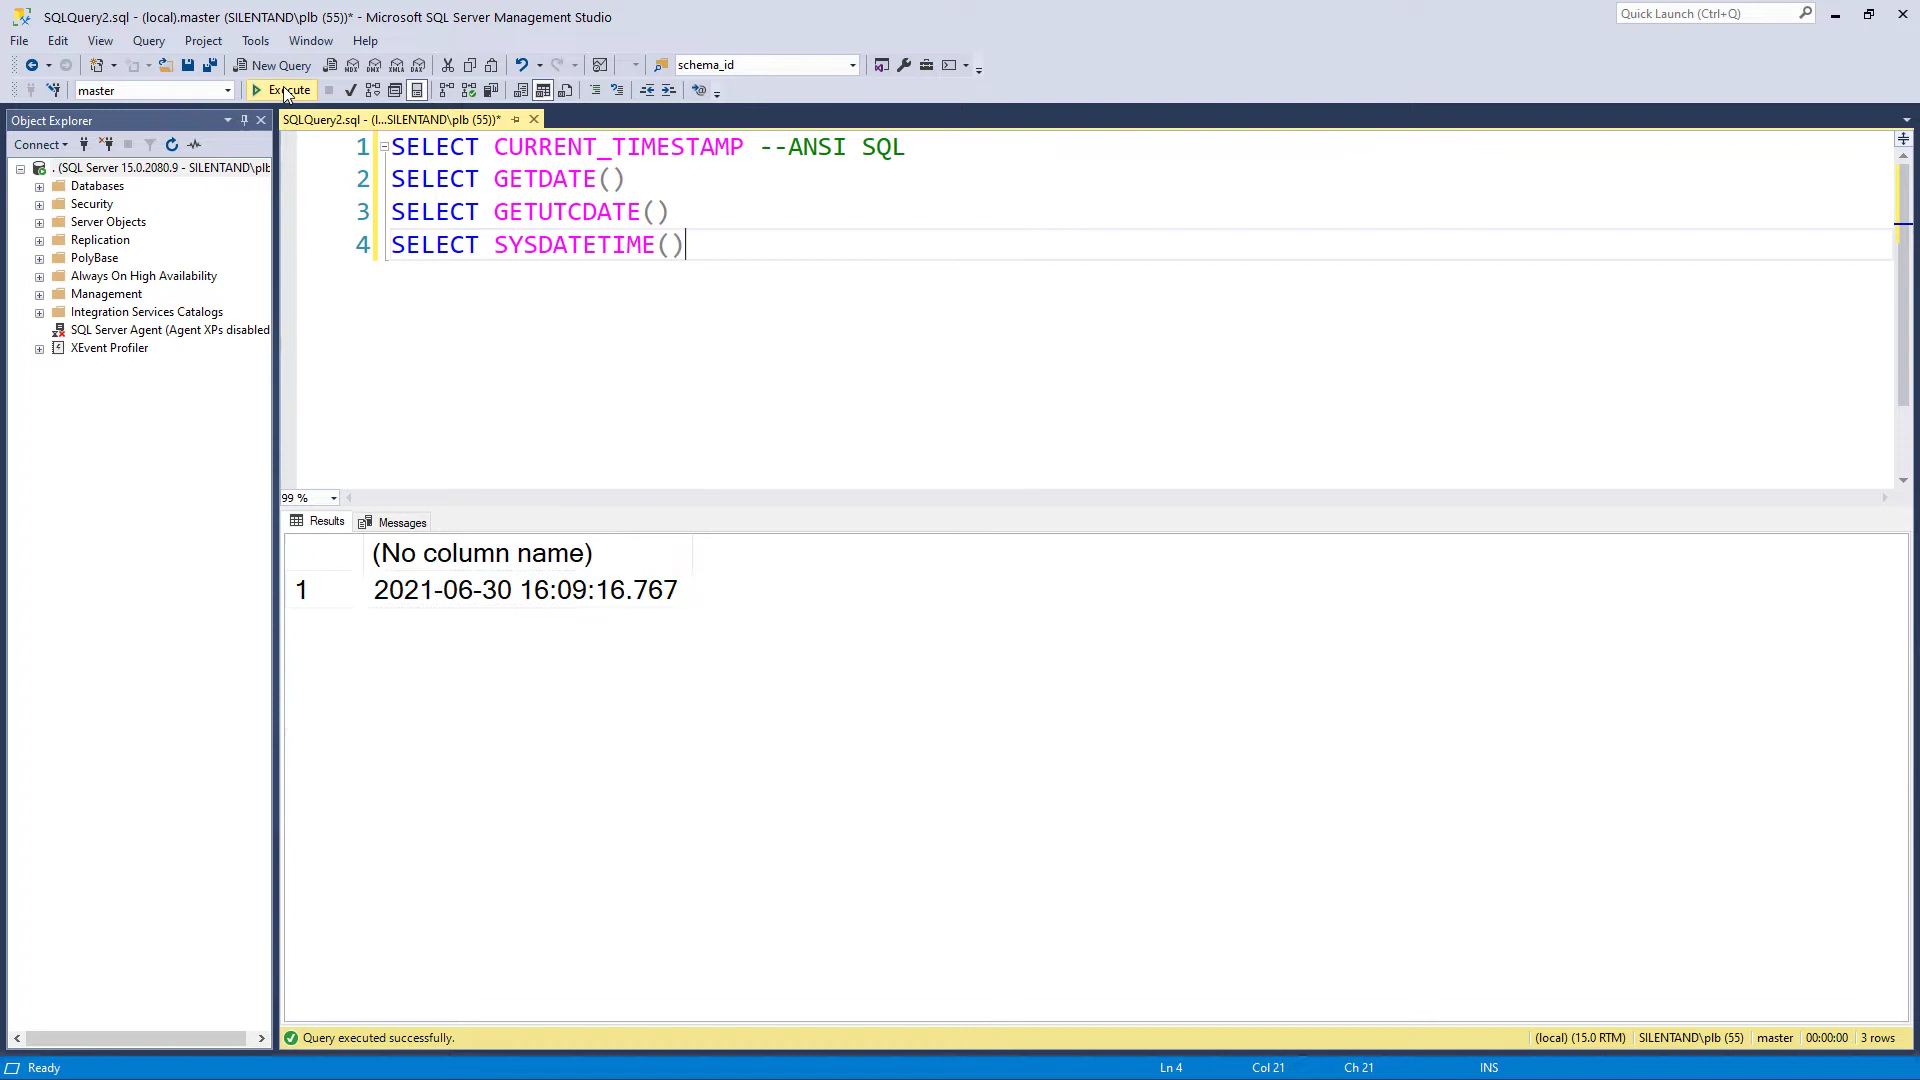 SQLQuery2.sql - (local).master (SILENTAND\plb (55))* - Microsoft SQL Server Management Studio
Quick Launch (Ctrl+Q)
File Edit View Query Project Tools Window Help
New Query
schema_id
master
Execute
Object Explorer
SQLQuery2.sql - (l...SILENTAND\plb (55))*
Connect
. (SQL Server 15.0.2080.9 - SILENTAND\plb
Databases
Security
Server Objects
Replication
PolyBase
Always On High Availability
Management
Integration Services Catalogs
SQL Server Agent (Agent XPs disabled
XEvent Profiler
1 SELECT CURRENT_TIMESTAMP --ANSI SQL
2 SELECT GETDATE()
3 SELECT GETUTCDATE()
4 SELECT SYSDATETIME()
99 %
Results Messages
(No column name)
1 2021-06-30 16:09:16.767
Query executed successfully.
(local) (15.0 RTM) SILENTAND\plb (55) master 00:00:00 3 rows
Ready Ln 4 Col 21 Ch 21 INS